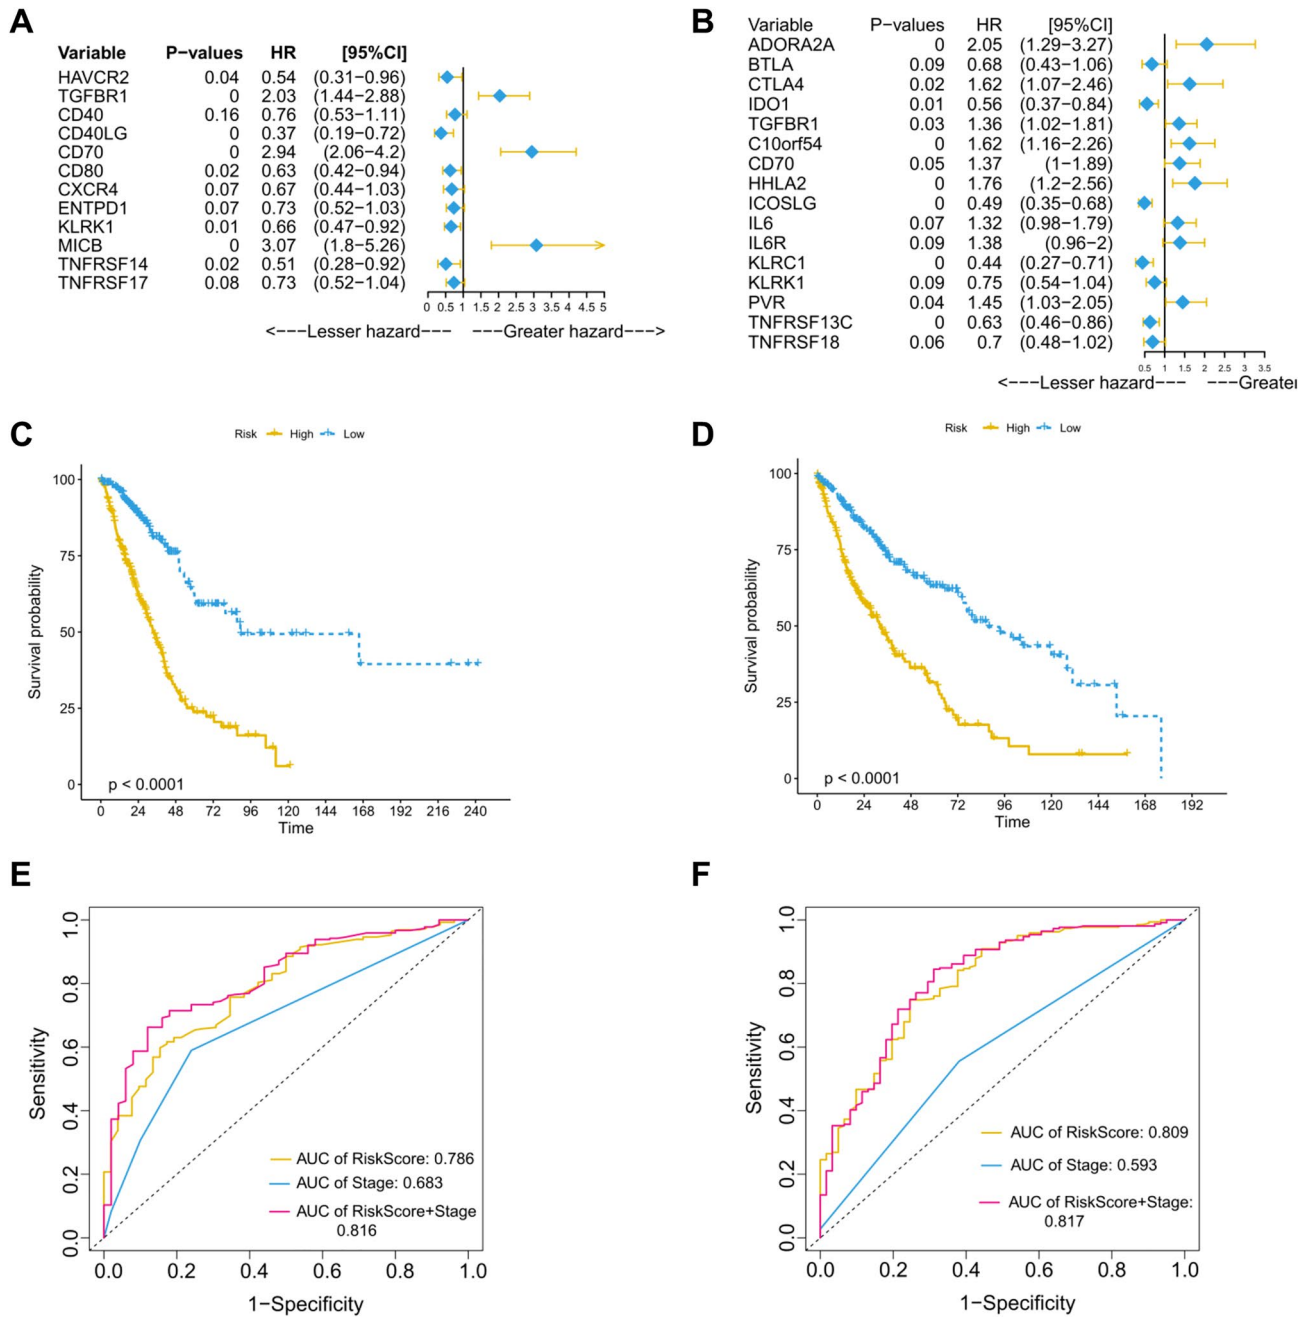 A
Variable P−values HR [95%CI]
HAVCR2 0.04 0.54 (0.31−0.96)
TGFBR1 0 2.03 (1.44−2.88)
CD40 0.16 0.76 (0.53−1.11)
CD40LG 0 0.37 (0.19−0.72)
CD70 0 2.94 (2.06−4.2)
CD80 0.02 0.63 (0.42−0.94)
CXCR4 0.07 0.67 (0.44−1.03)
ENTPD1 0.07 0.73 (0.52−1.03)
KLRK1 0.01 0.66 (0.47−0.92)
MICB 0 3.07 (1.8−5.26)
TNFRSF14 0.02 0.51 (0.28−0.92)
TNFRSF17 0.08 0.73 (0.52−1.04)
0 0.5 1 1.5 2 2.5 3 3.5 4 4.5 5
<−−−Lesser hazard−−− −−−Greater hazard−−−>
B
Variable P−values HR [95%CI]
ADORA2A 0 2.05 (1.29−3.27)
BTLA 0.09 0.68 (0.43−1.06)
CTLA4 0.02 1.62 (1.07−2.46)
IDO1 0.01 0.56 (0.37−0.84)
TGFBR1 0.03 1.36 (1.02−1.81)
C10orf54 0 1.62 (1.16−2.26)
CD70 0.05 1.37 (1−1.89)
HHLA2 0 1.76 (1.2−2.56)
ICOSLG 0 0.49 (0.35−0.68)
IL6 0.07 1.32 (0.98−1.79)
IL6R 0.09 1.38 (0.96−2)
KLRC1 0 0.44 (0.27−0.71)
KLRK1 0.09 0.75 (0.54−1.04)
PVR 0.04 1.45 (1.03−2.05)
TNFRSF13C 0 0.63 (0.46−0.86)
TNFRSF18 0.06 0.7 (0.48−1.02)
0.5 1 1.5 2 2.5 3 3.5
<−−−Lesser hazard−−− −−−Greater
C
Risk High Low
Survival probability
100
75
50
25
0
p < 0.0001
0 24 48 72 96 120 144 168 192 216 240
Time
D
Risk High Low
Survival probability
100
75
50
25
0
p < 0.0001
0 24 48 72 96 120 144 168 192
Time
E
Sensitivity
1.0
0.8
0.6
0.4
0.2
0.0
AUC of RiskScore: 0.786
AUC of Stage: 0.683
AUC of RiskScore+Stage
0.816
0.0 0.2 0.4 0.6 0.8 1.0
1−Specificity
F
Sensitivity
1.0
0.8
0.6
0.4
0.2
0.0
AUC of RiskScore: 0.809
AUC of Stage: 0.593
AUC of RiskScore+Stage:
0.817
0.0 0.2 0.4 0.6 0.8 1.0
1−Specificity